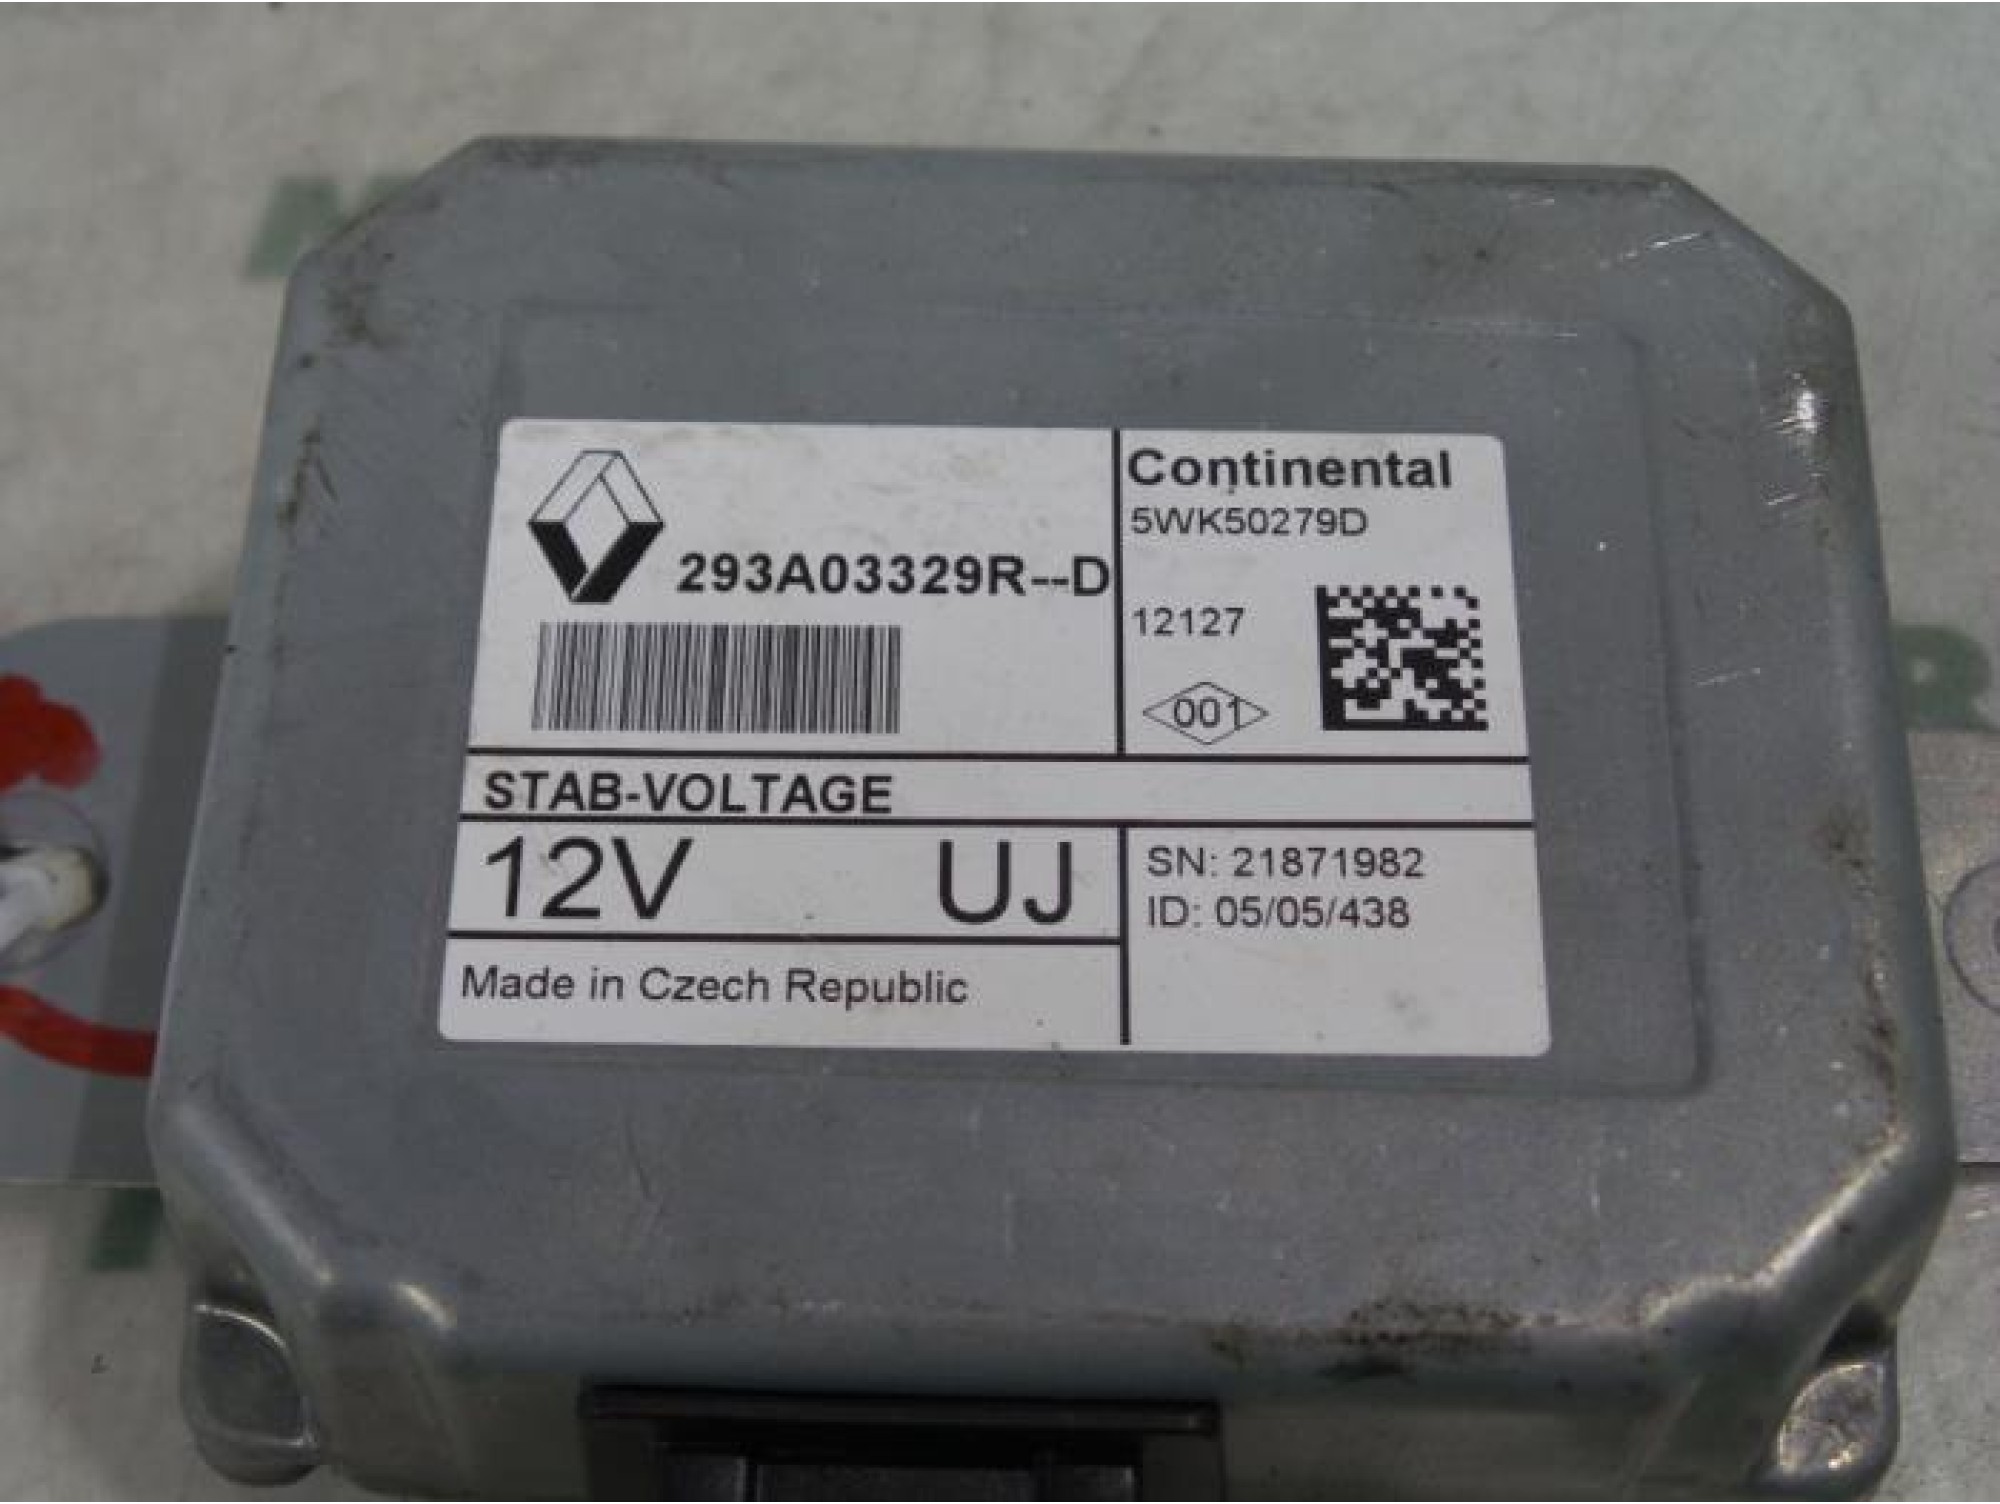 293A03329R--D
Continental
5WK50279D
12127
001
STAB-VOLTAGE
12V UJ
SN: 21871982
ID: 05/05/438
Made in Czech Republic